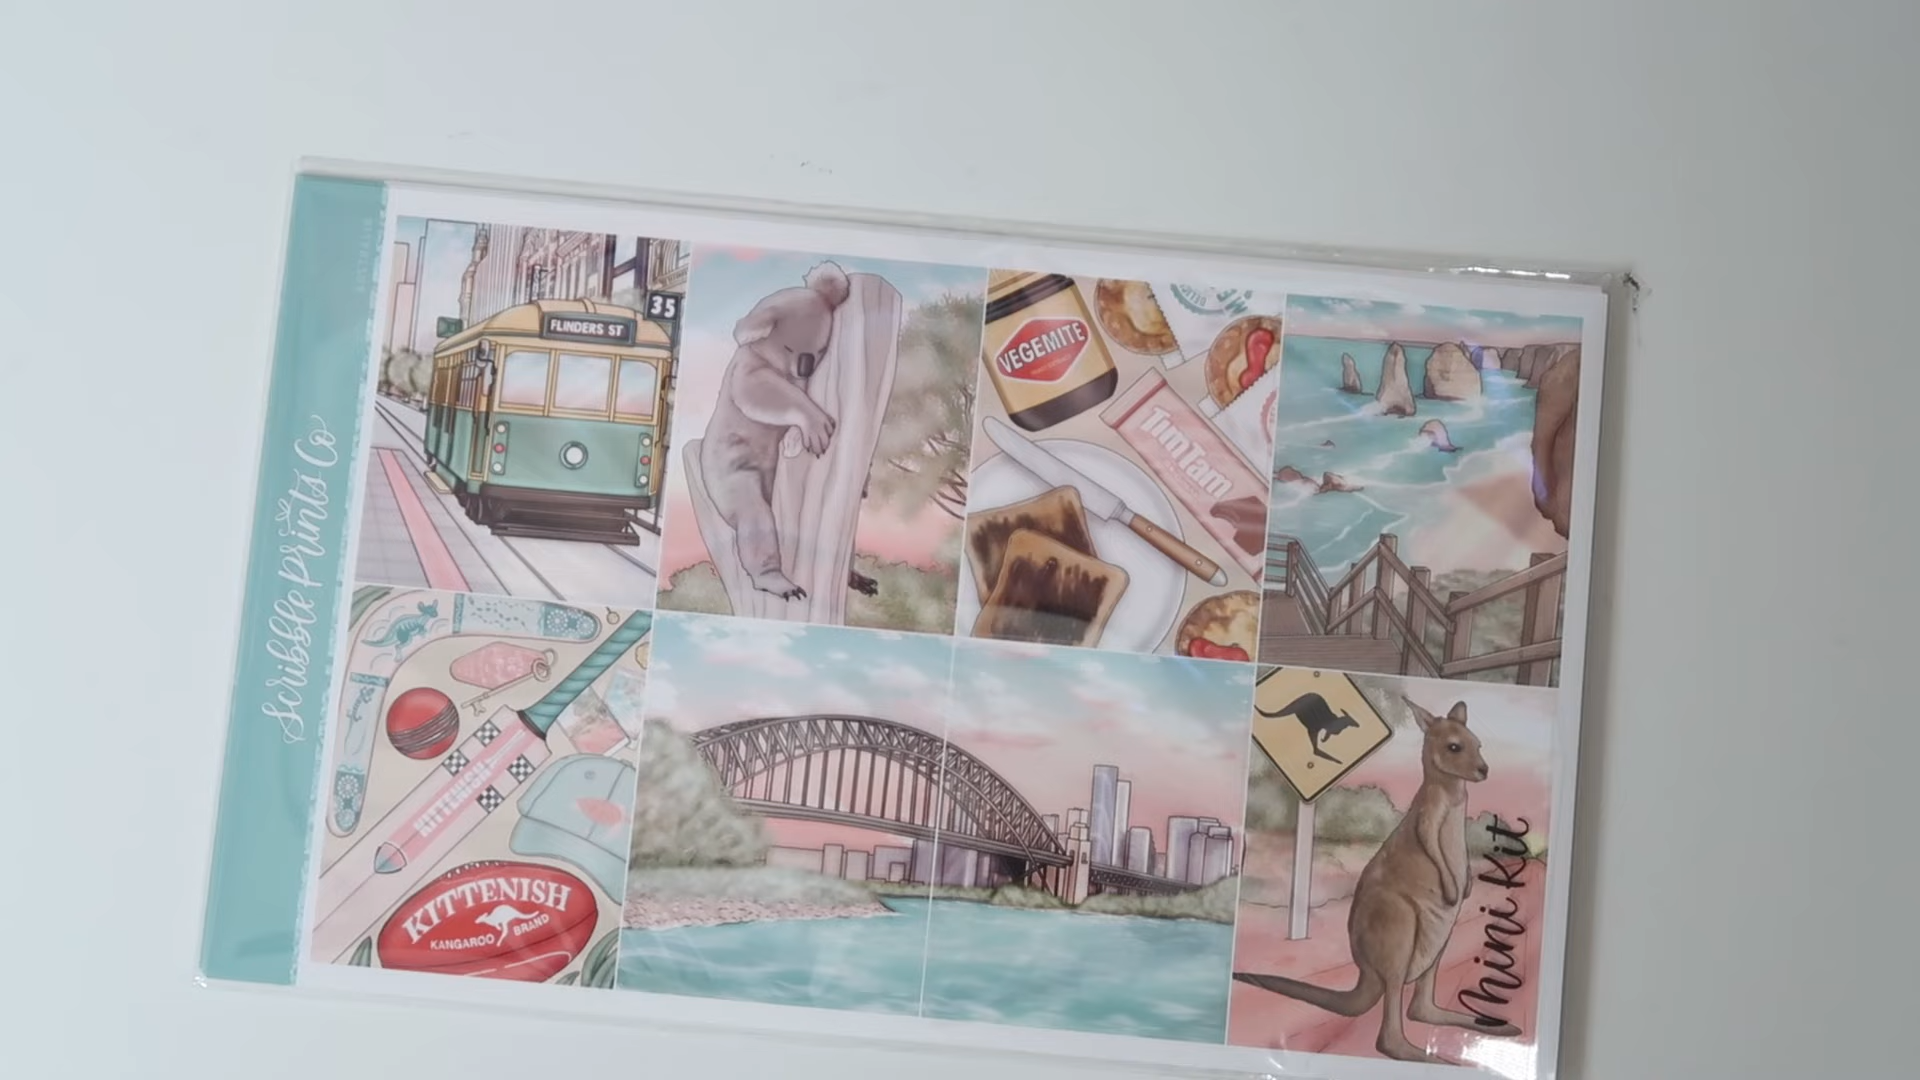 Scribble Prints Co
35
FLINDERS ST
VEGEMITE
TimTam
KITTENISH
KITTENISH
KANGAROO BRAND
Mini Kit